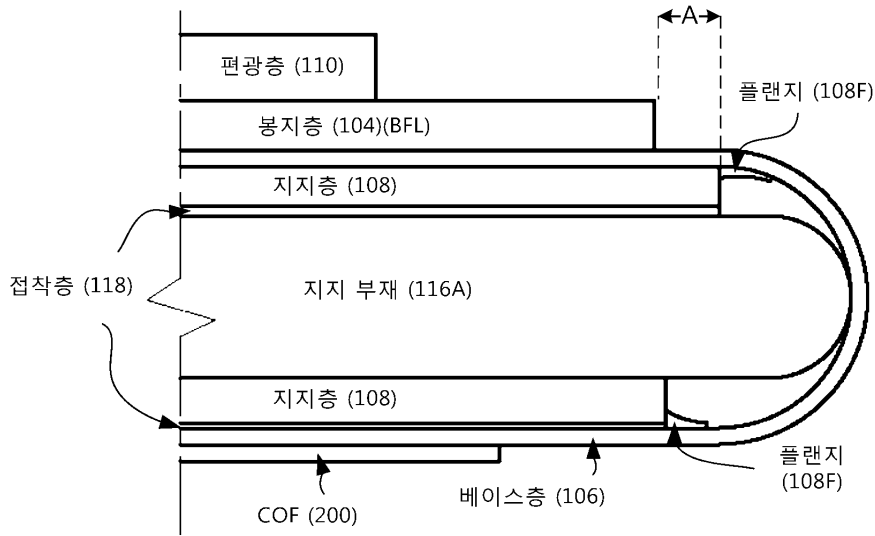 A
편광층 (110)
플랜지 (108F)
봉지층 (104)(BFL)
지지층 (108)
접착층 (118)
지지 부재 (116A)
지지층 (108)
플랜지
(108F)
베이스층 (106)
COF (200)